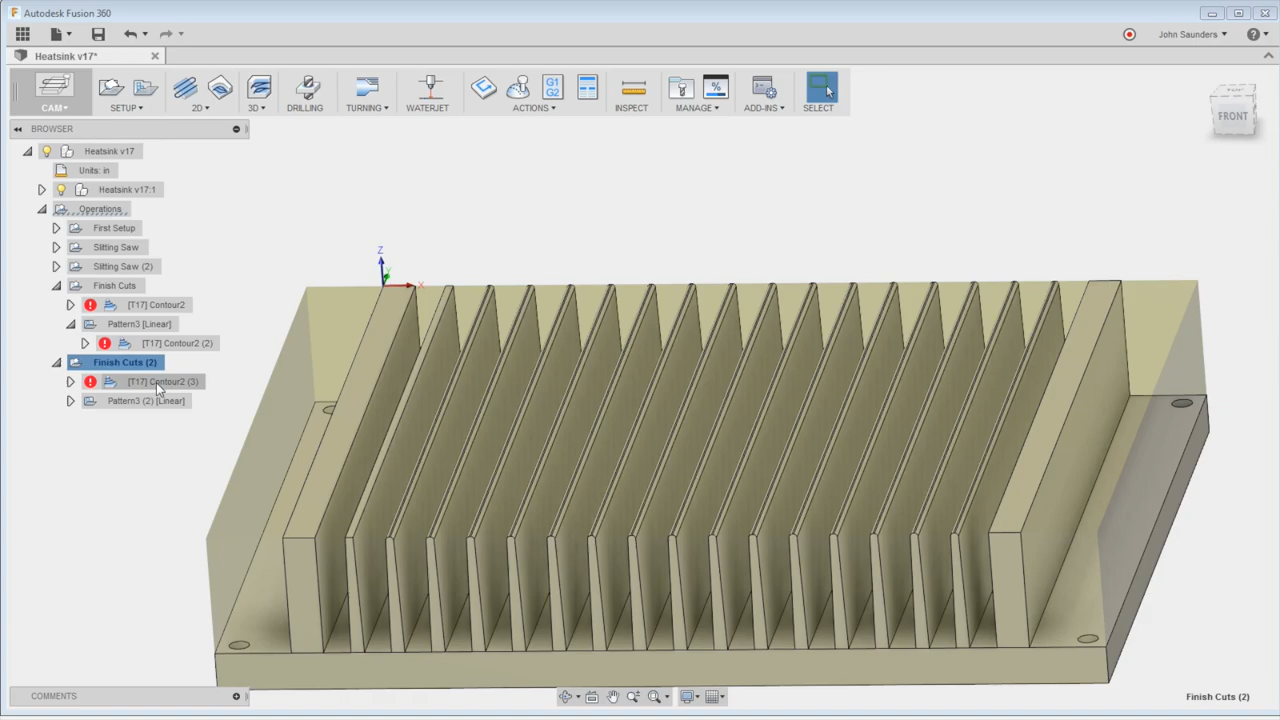 Autodesk Fusion 360
John Saunders
Heatsink v17*
G1
G2
%
CAM
SETUP
2D
3D
DRILLING
TURNING
WATERJET
ACTIONS
INSPECT
MANAGE
ADD-INS
SELECT
FRONT
BROWSER
Heatsink v17
Units: in
Heatsink v17:1
Operations
First Setup
Slitting Saw
Slitting Saw (2)
Finish Cuts
[T17] Contour2
Pattern3 [Linear]
[T17] Contour2 (2)
Finish Cuts (2)
[T17] Contour2 (3)
Pattern3 (2) [Linear]
Z
Y
X
COMMENTS
Finish Cuts (2)